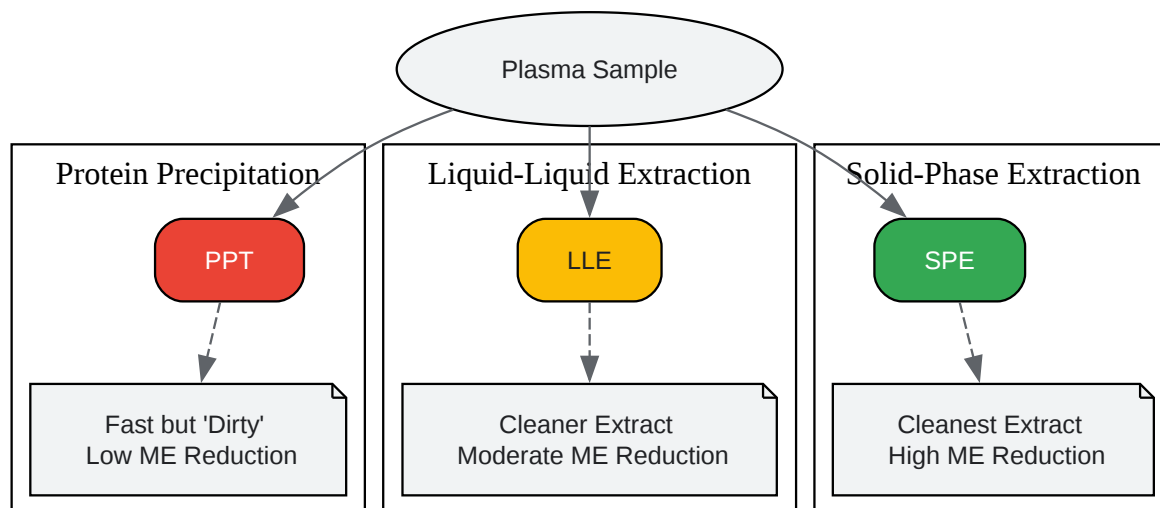 Plasma Sample
Protein Precipitation
Liquid-Liquid Extraction
Solid-Phase Extraction
PPT
LLE
SPE
Fast but 'Dirty'
Low ME Reduction
Cleaner Extract
Moderate ME Reduction
Cleanest Extract
High ME Reduction